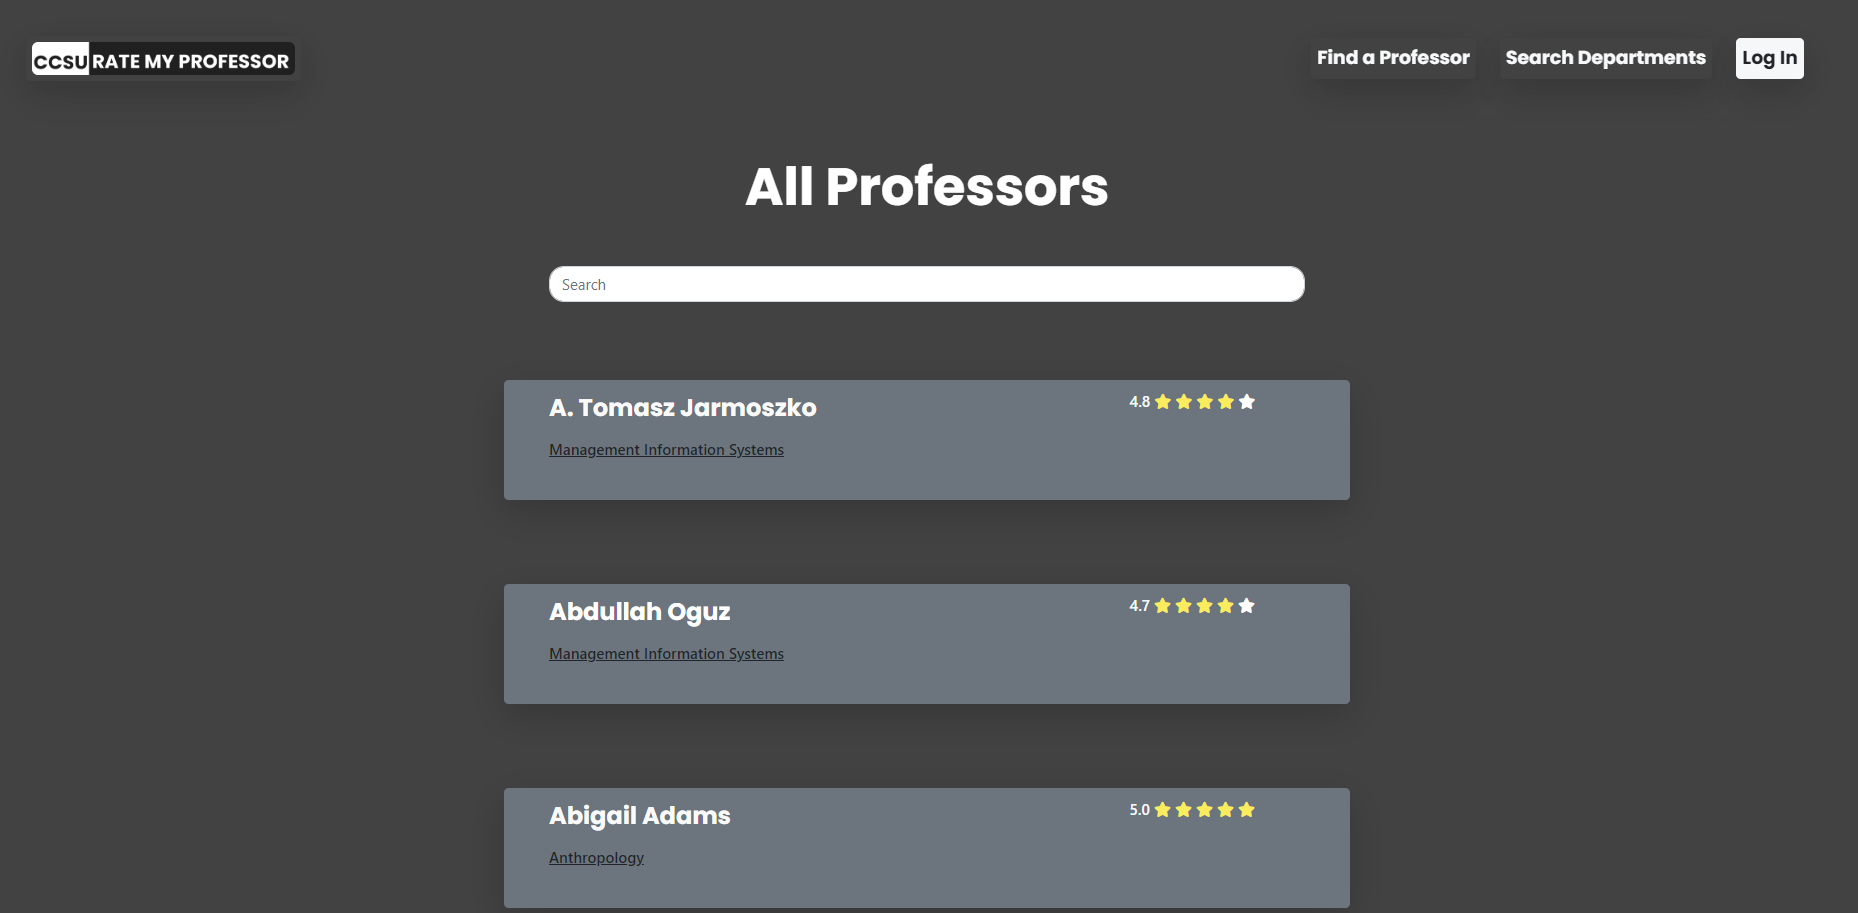 CCSU RATE MY PROFESSOR
Find a Professor
Search Departments
Log In
All Professors
Search
A. Tomasz Jarmoszko
4.8
Management Information Systems
Abdullah Oguz
4.7
Management Information Systems
Abigail Adams
5.0
Anthropology